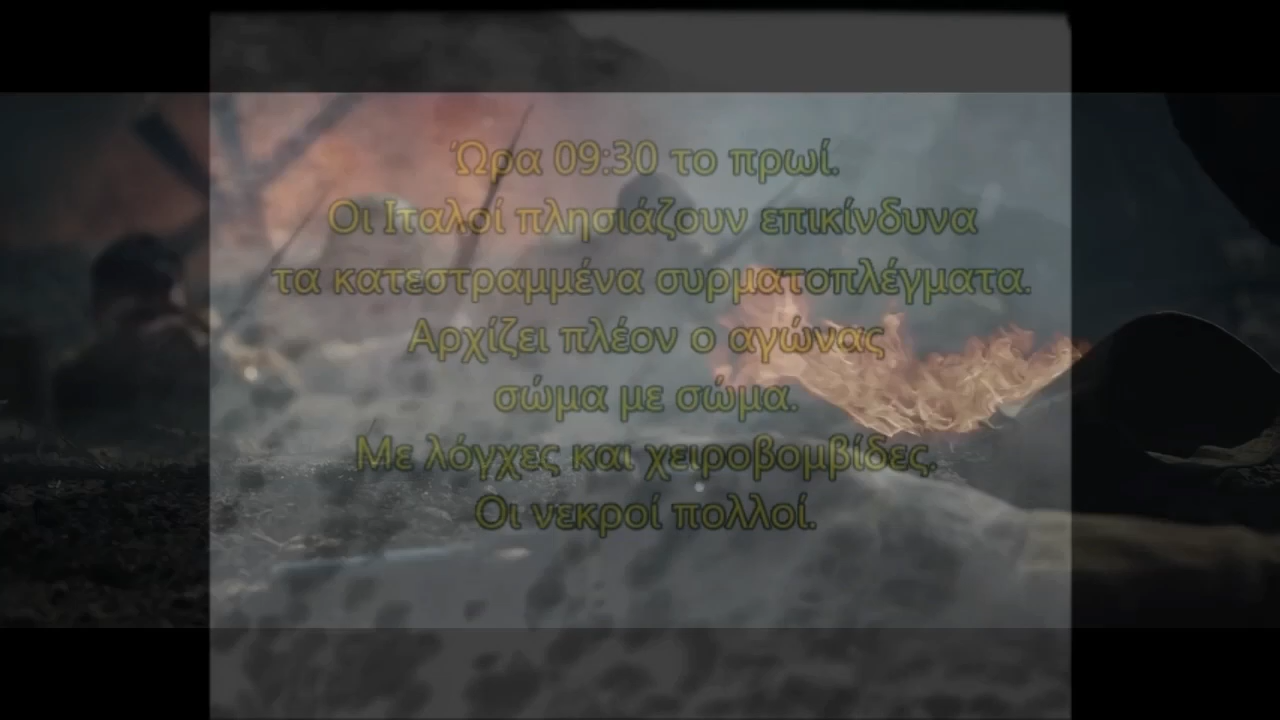 Ώρα 09:30 το πρωί.
Οι Ιταλοί πλησιάζουν επικίνδυνα
τα κατεστραμμένα συρματοπλέγματα.
Αρχίζει πλέον ο αγώνας
σώμα με σώμα.
Με λόγχες και χειροβομβίδες.
Οι νεκροί πολλοί.